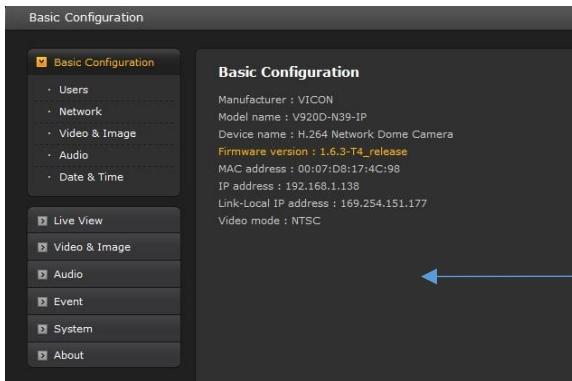 Basic Configuration
Basic Configuration
· Users
· Network
· Video & Image
· Audio
· Date & Time
Live View
Video & Image
Audio
Event
System
About
Basic Configuration
Manufacturer : VICON
Model name : V920D-N39-IP
Device name : H.264 Network Dome Camera
Firmware version : 1.6.3-T4_release
MAC address : 00:07:D8:17:4C:98
IP address : 192.168.1.138
Link-Local IP address : 169.254.151.177
Video mode : NTSC